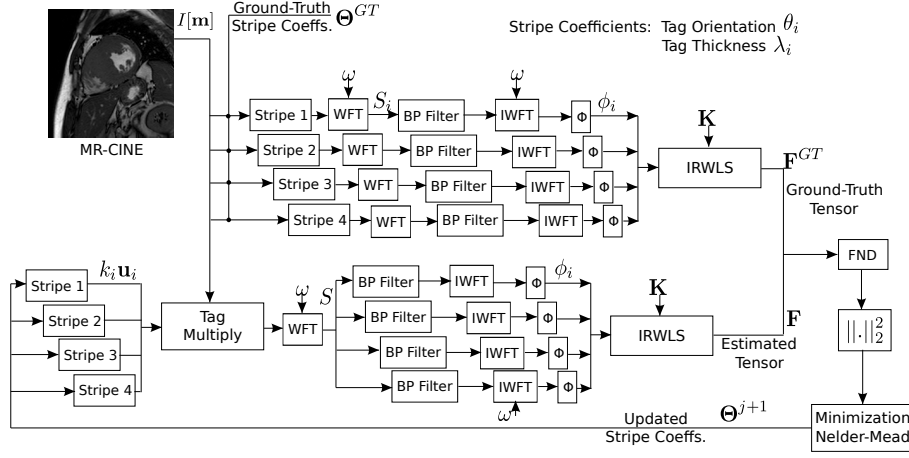 I[m]
Ground-Truth
Stripe Coeffs. Θ^{GT}
Stripe Coefficients: Tag Orientation θ_i
Tag Thickness λ_i
MR-CINE
ω
ω
Stripe 1
WFT
S_i
BP Filter
IWFT
Φ
ϕ_i
Stripe 2
WFT
BP Filter
IWFT
Φ
Stripe 3
WFT
BP Filter
IWFT
Φ
Stripe 4
WFT
BP Filter
IWFT
Φ
K
IRWLS
F^{GT}
Ground-Truth
Tensor
FND
||.||_2^2
Minimization
Nelder-Mead
k_i u_i
Stripe 1
Stripe 2
Stripe 3
Stripe 4
Tag
Multiply
ω
WFT
S
BP Filter
IWFT
Φ
ϕ_i
BP Filter
IWFT
Φ
BP Filter
IWFT
Φ
BP Filter
IWFT
Φ
ω
K
IRWLS
F
Estimated
Tensor
Updated
Stripe Coeffs.
Θ^{j+1}